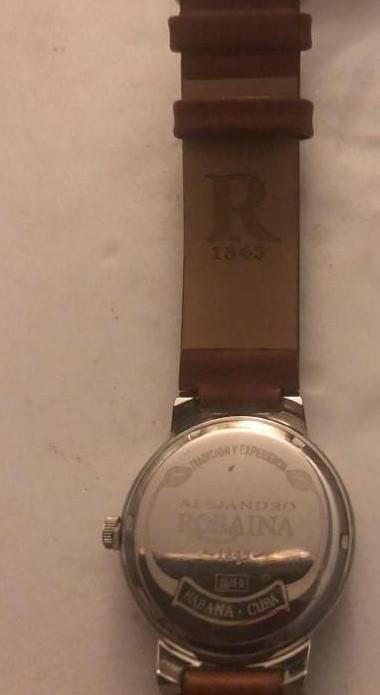 R
1845
TRADICION Y EXPERIENCIA
ALEJANDRO
ROBAINA
1845
HABANA · CUBA